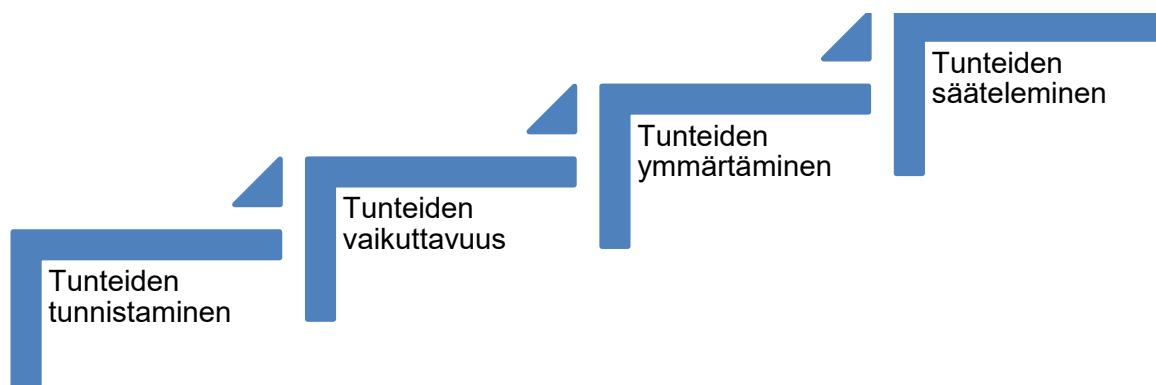 Tunteiden
tunnistaminen
Tunteiden
vaikuttavuus
Tunteiden
ymmärtäminen
Tunteiden
sääteleminen